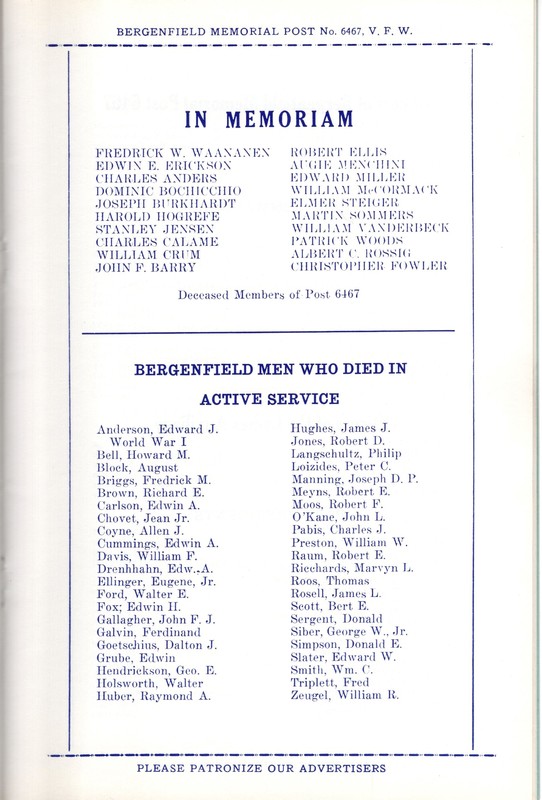 BERGENFIELD MEMORIAL POST No. 6467, V. F. W.
IN MEMORIAM
FREDRICK W. WAANANEN
EDWIN E. ERICKSON
CHARLES ANDERS
DOMINIC BOCHICCHIO
JOSEPH BURKHARDT
HAROLD HOGREFE
STANLEY JENSEN
CHARLES CALAME
WILLIAM CRUM
JOHN F. BARRY
ROBERT ELLIS
AUGIE MENCHINI
EDWARD MILLER
WILLIAM McCORMACK
ELMER STEIGER
MARTIN SOMMERS
WILLIAM VANDERBECK
PATRICK WOODS
ALBERT C. ROSSIG
CHRISTOPHER FOWLER
Deceased Members of Post 6467
BERGENFIELD MEN WHO DIED IN
ACTIVE SERVICE
Anderson, Edward J.
World War I
Bell, Howard M.
Block, August
Briggs, Fredrick M.
Brown, Richard E.
Carlson, Edwin A.
Chovet, Jean Jr.
Coyne, Allen J.
Cummings, Edwin A.
Davis, William F.
Drenhhahn, Edw., A.
Ellinger, Eugene, Jr.
Ford, Walter E.
Fox; Edwin H.
Gallagher, John F. J.
Galvin, Ferdinand
Goetschius, Dalton J.
Grube, Edwin
Hendrickson, Geo. E.
Holsworth, Walter
Huber, Raymond A.
Hughes, James J.
Jones, Robert D.
Langschultz, Philip
Loizides, Peter C.
Manning, Joseph D. P.
Meyns, Robert E.
Moos, Robert F.
O'Kane, John L.
Pabis, Charles J.
Preston, William W.
Raum, Robert E.
Riechards, Marvyn L.
Roos, Thomas
Rosell, James L.
Scott, Bert E.
Sergent, Donald
Siber, George W., Jr.
Simpson, Donald E.
Slater, Edward W.
Smith, Wm. C.
Triplett, Fred
Zeugel, William R.
PLEASE PATRONIZE OUR ADVERTISERS